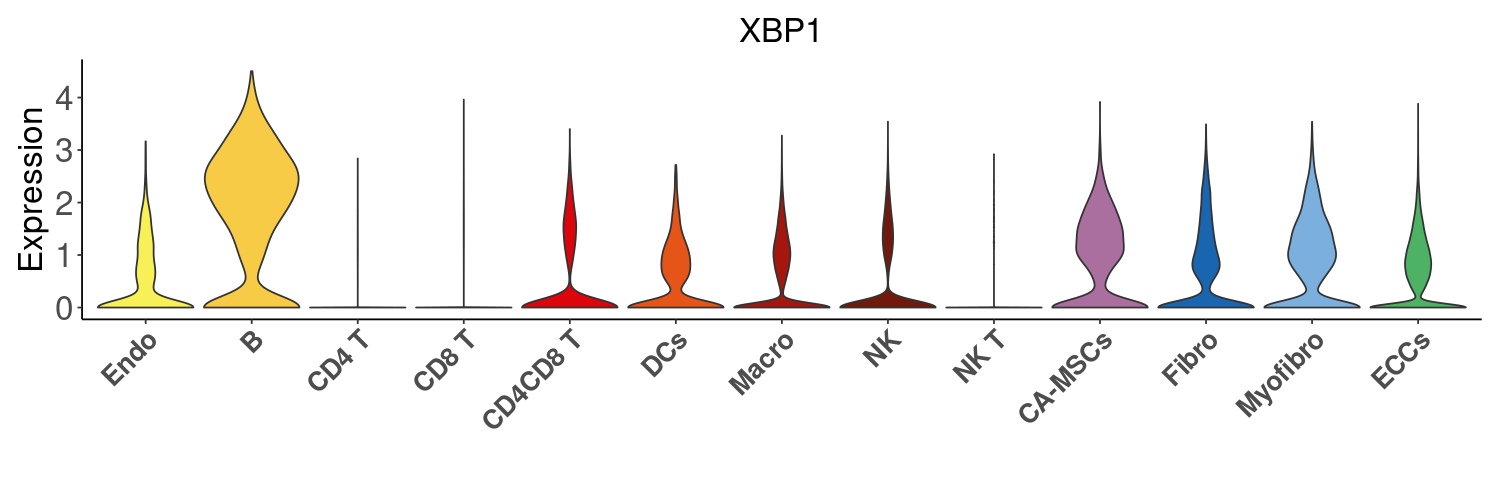 XBP1
Expression
4
3
2
1
0
Endo
B
CD4 T
CD8 T
CD4CD8 T
DCs
Macro
NK
NK T
CA-MSCs
Fibro
Myofibro
ECCs